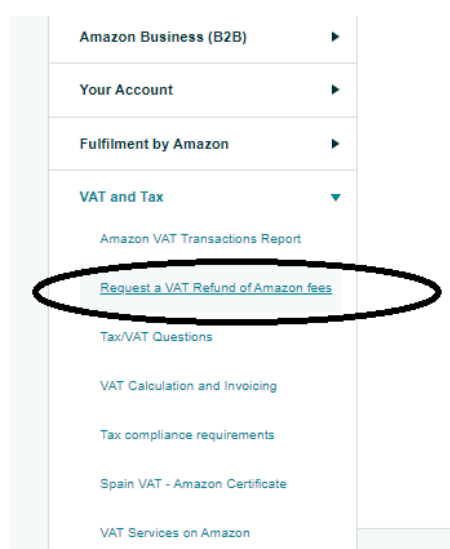 Amazon Business (B2B)
Your Account
Fulfilment by Amazon
VAT and Tax
Amazon VAT Transactions Report
Request a VAT Refund of Amazon fees
Tax/VAT Questions
VAT Calculation and Invoicing
Tax compliance requirements
Spain VAT - Amazon Certificate
VAT Services on Amazon